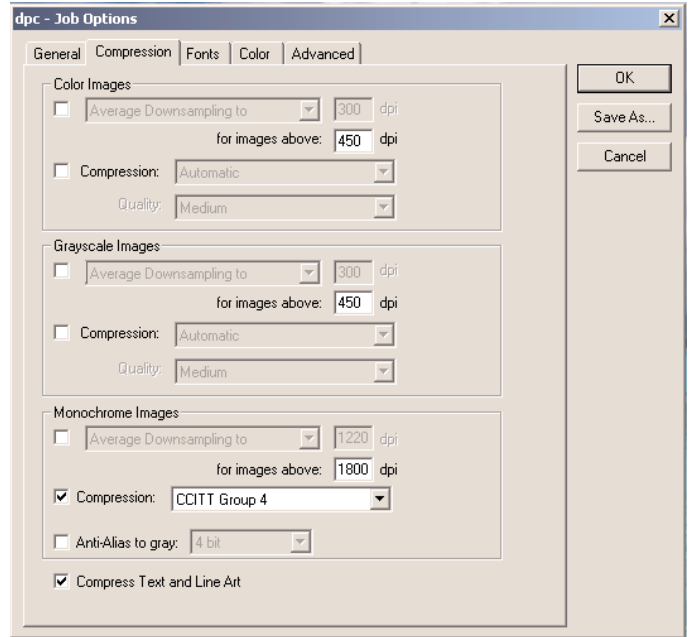 dpc - Job Options
General Compression Fonts Color Advanced
OK
Save As...
Cancel
Color Images
Average Downsampling to 300 dpi
for images above: 450 dpi
Compression: Automatic
Quality: Medium
Grayscale Images
Average Downsampling to 300 dpi
for images above: 450 dpi
Compression: Automatic
Quality: Medium
Monochrome Images
Average Downsampling to 1220 dpi
for images above: 1800 dpi
Compression: CCITT Group 4
Anti-Alias to gray: 4 bit
Compress Text and Line Art